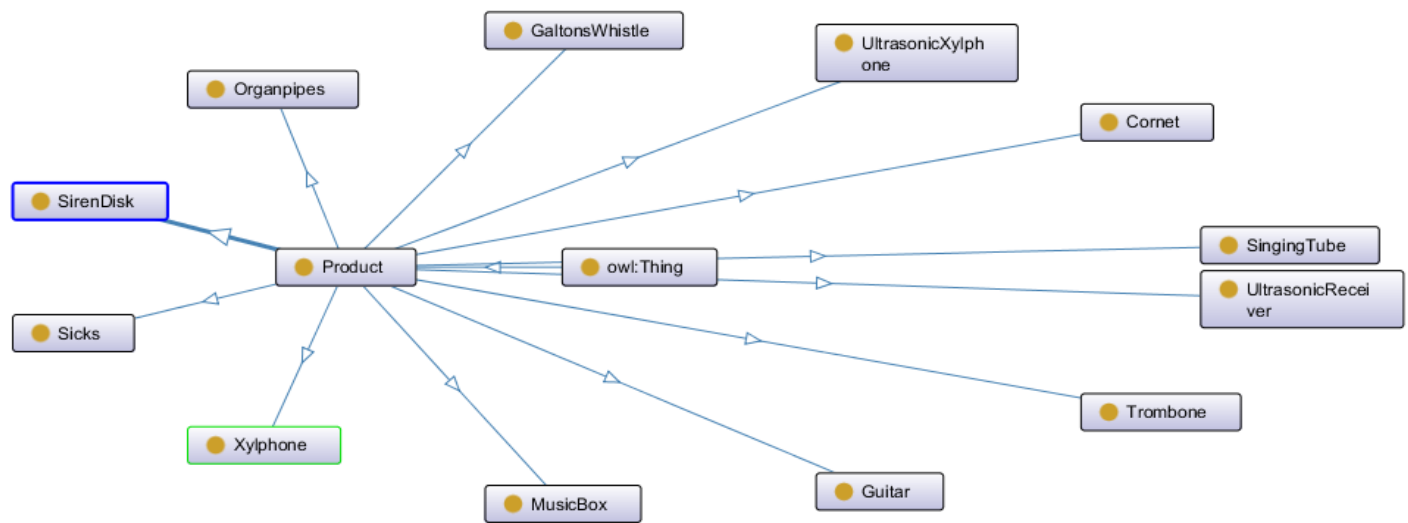 GaltonsWhistle
UltrasonicXylph
one
Organpipes
Cornet
SirenDisk
SingingTube
Product
owl:Thing
UltrasonicRecei
ver
Sicks
Trombone
Xylphone
Guitar
MusicBox